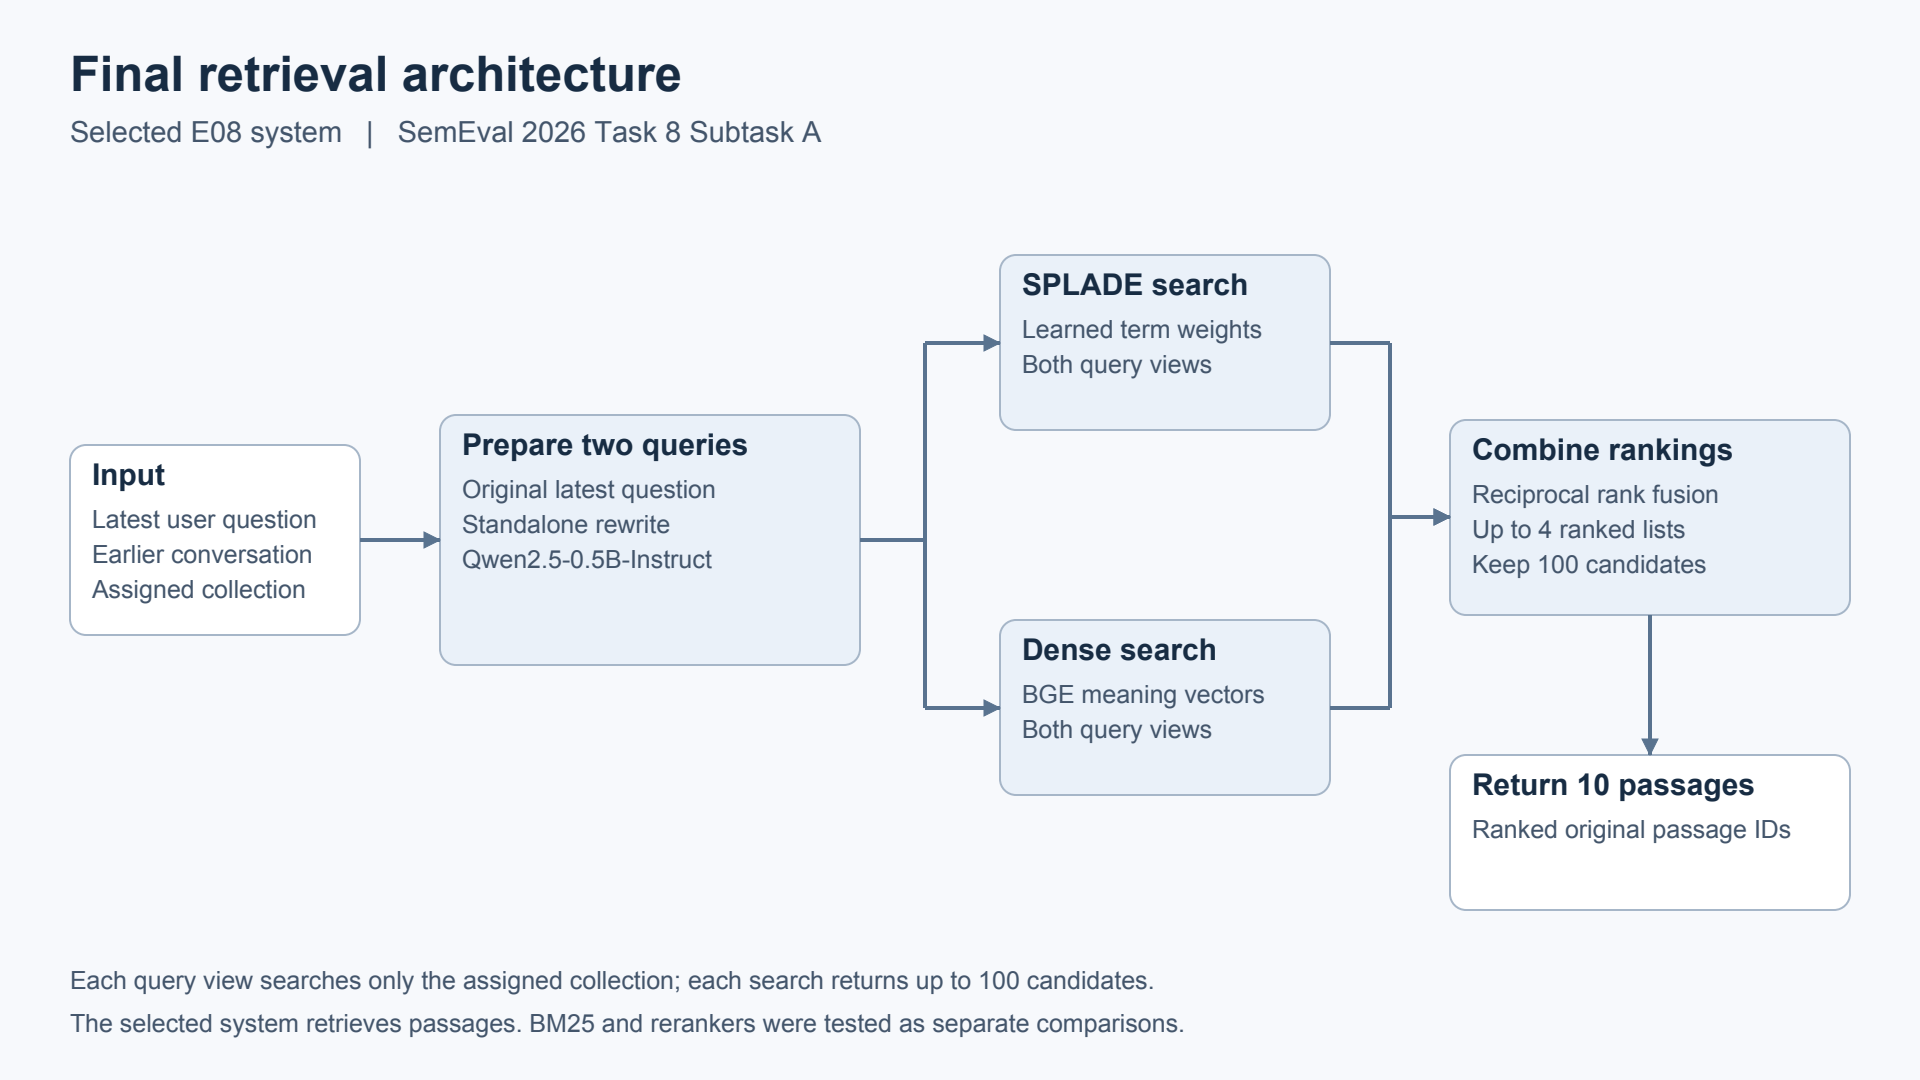 Final retrieval architecture
Selected E08 system | SemEval 2026 Task 8 Subtask A
Input
Latest user question
Earlier conversation
Assigned collection
Prepare two queries
Original latest question
Standalone rewrite
Qwen2.5-0.5B-Instruct
SPLADE search
Learned term weights
Both query views
Dense search
BGE meaning vectors
Both query views
Combine rankings
Reciprocal rank fusion
Up to 4 ranked lists
Keep 100 candidates
Return 10 passages
Ranked original passage IDs
Each query view searches only the assigned collection; each search returns up to 100 candidates.
The selected system retrieves passages. BM25 and rerankers were tested as separate comparisons.